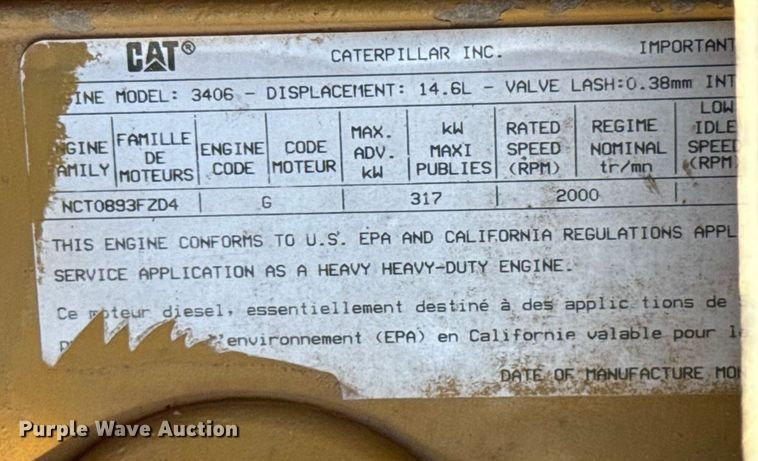 CAT® CATERPILLAR INC. IMPORTANT
INE MODEL: 3406 - DISPLACEMENT: 14.6L - VALVE LASH:0.38mm INT
GINE AMILY FAMILLE DE MOTEURS ENGINE CODE CODE MOTEUR MAX. ADV. kW kW MAXI PUBLIES RATED SPEED (RPM) REGIME NOMINAL tr/mn LOW IDLE SPEED (RPM
NCT0893FZD4 G 317 2000
THIS ENGINE CONFORMS TO U.S. EPA AND CALIFORNIA REGULATIONS APPL
SERVICE APPLICATION AS A HEAVY HEAVY-DUTY ENGINE.
Ce moteur diesel, essentiellement destiné à des applic tions de
l'environnement (EPA) en Californie valable pour le
DATE OF MANUFACTURE MO
Purple Wave Auction